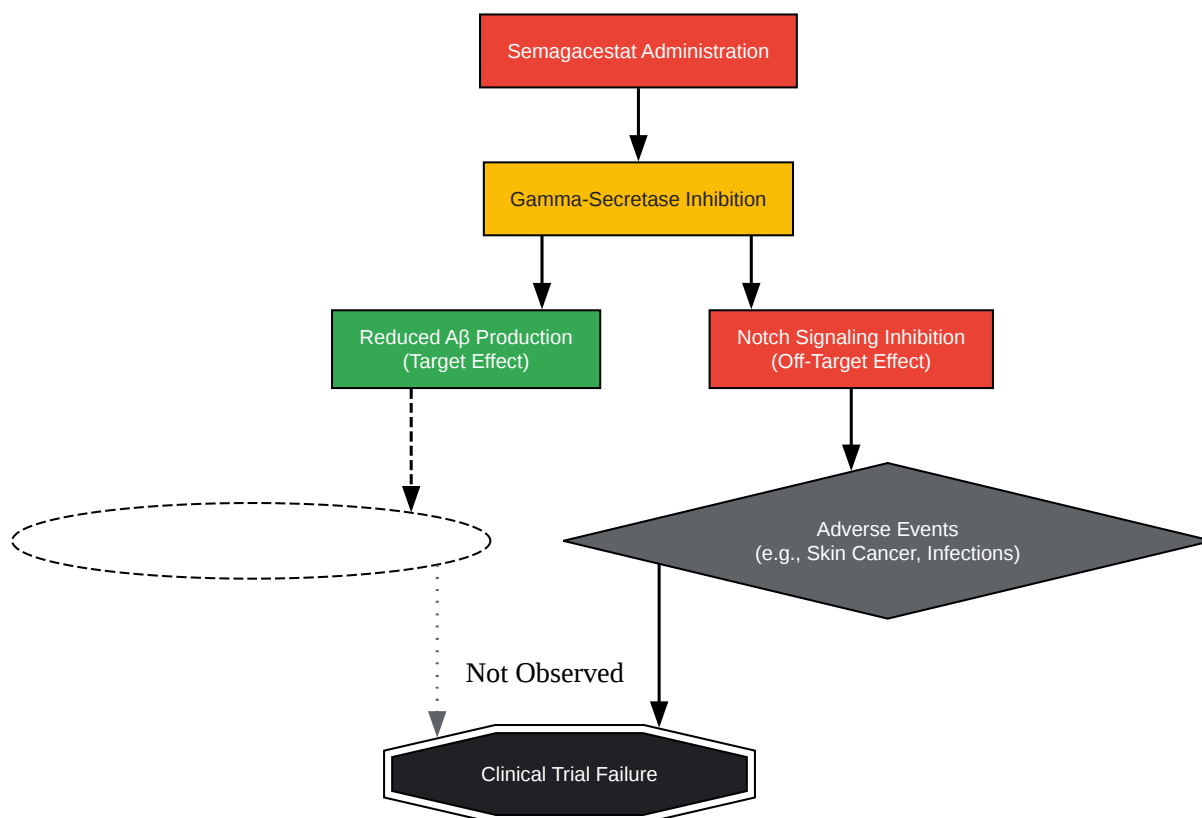 Semagacestat Administration
Gamma-Secretase Inhibition
Reduced Aβ Production
(Target Effect)
Notch Signaling Inhibition
(Off-Target Effect)
Adverse Events
(e.g., Skin Cancer, Infections)
Not Observed
Clinical Trial Failure